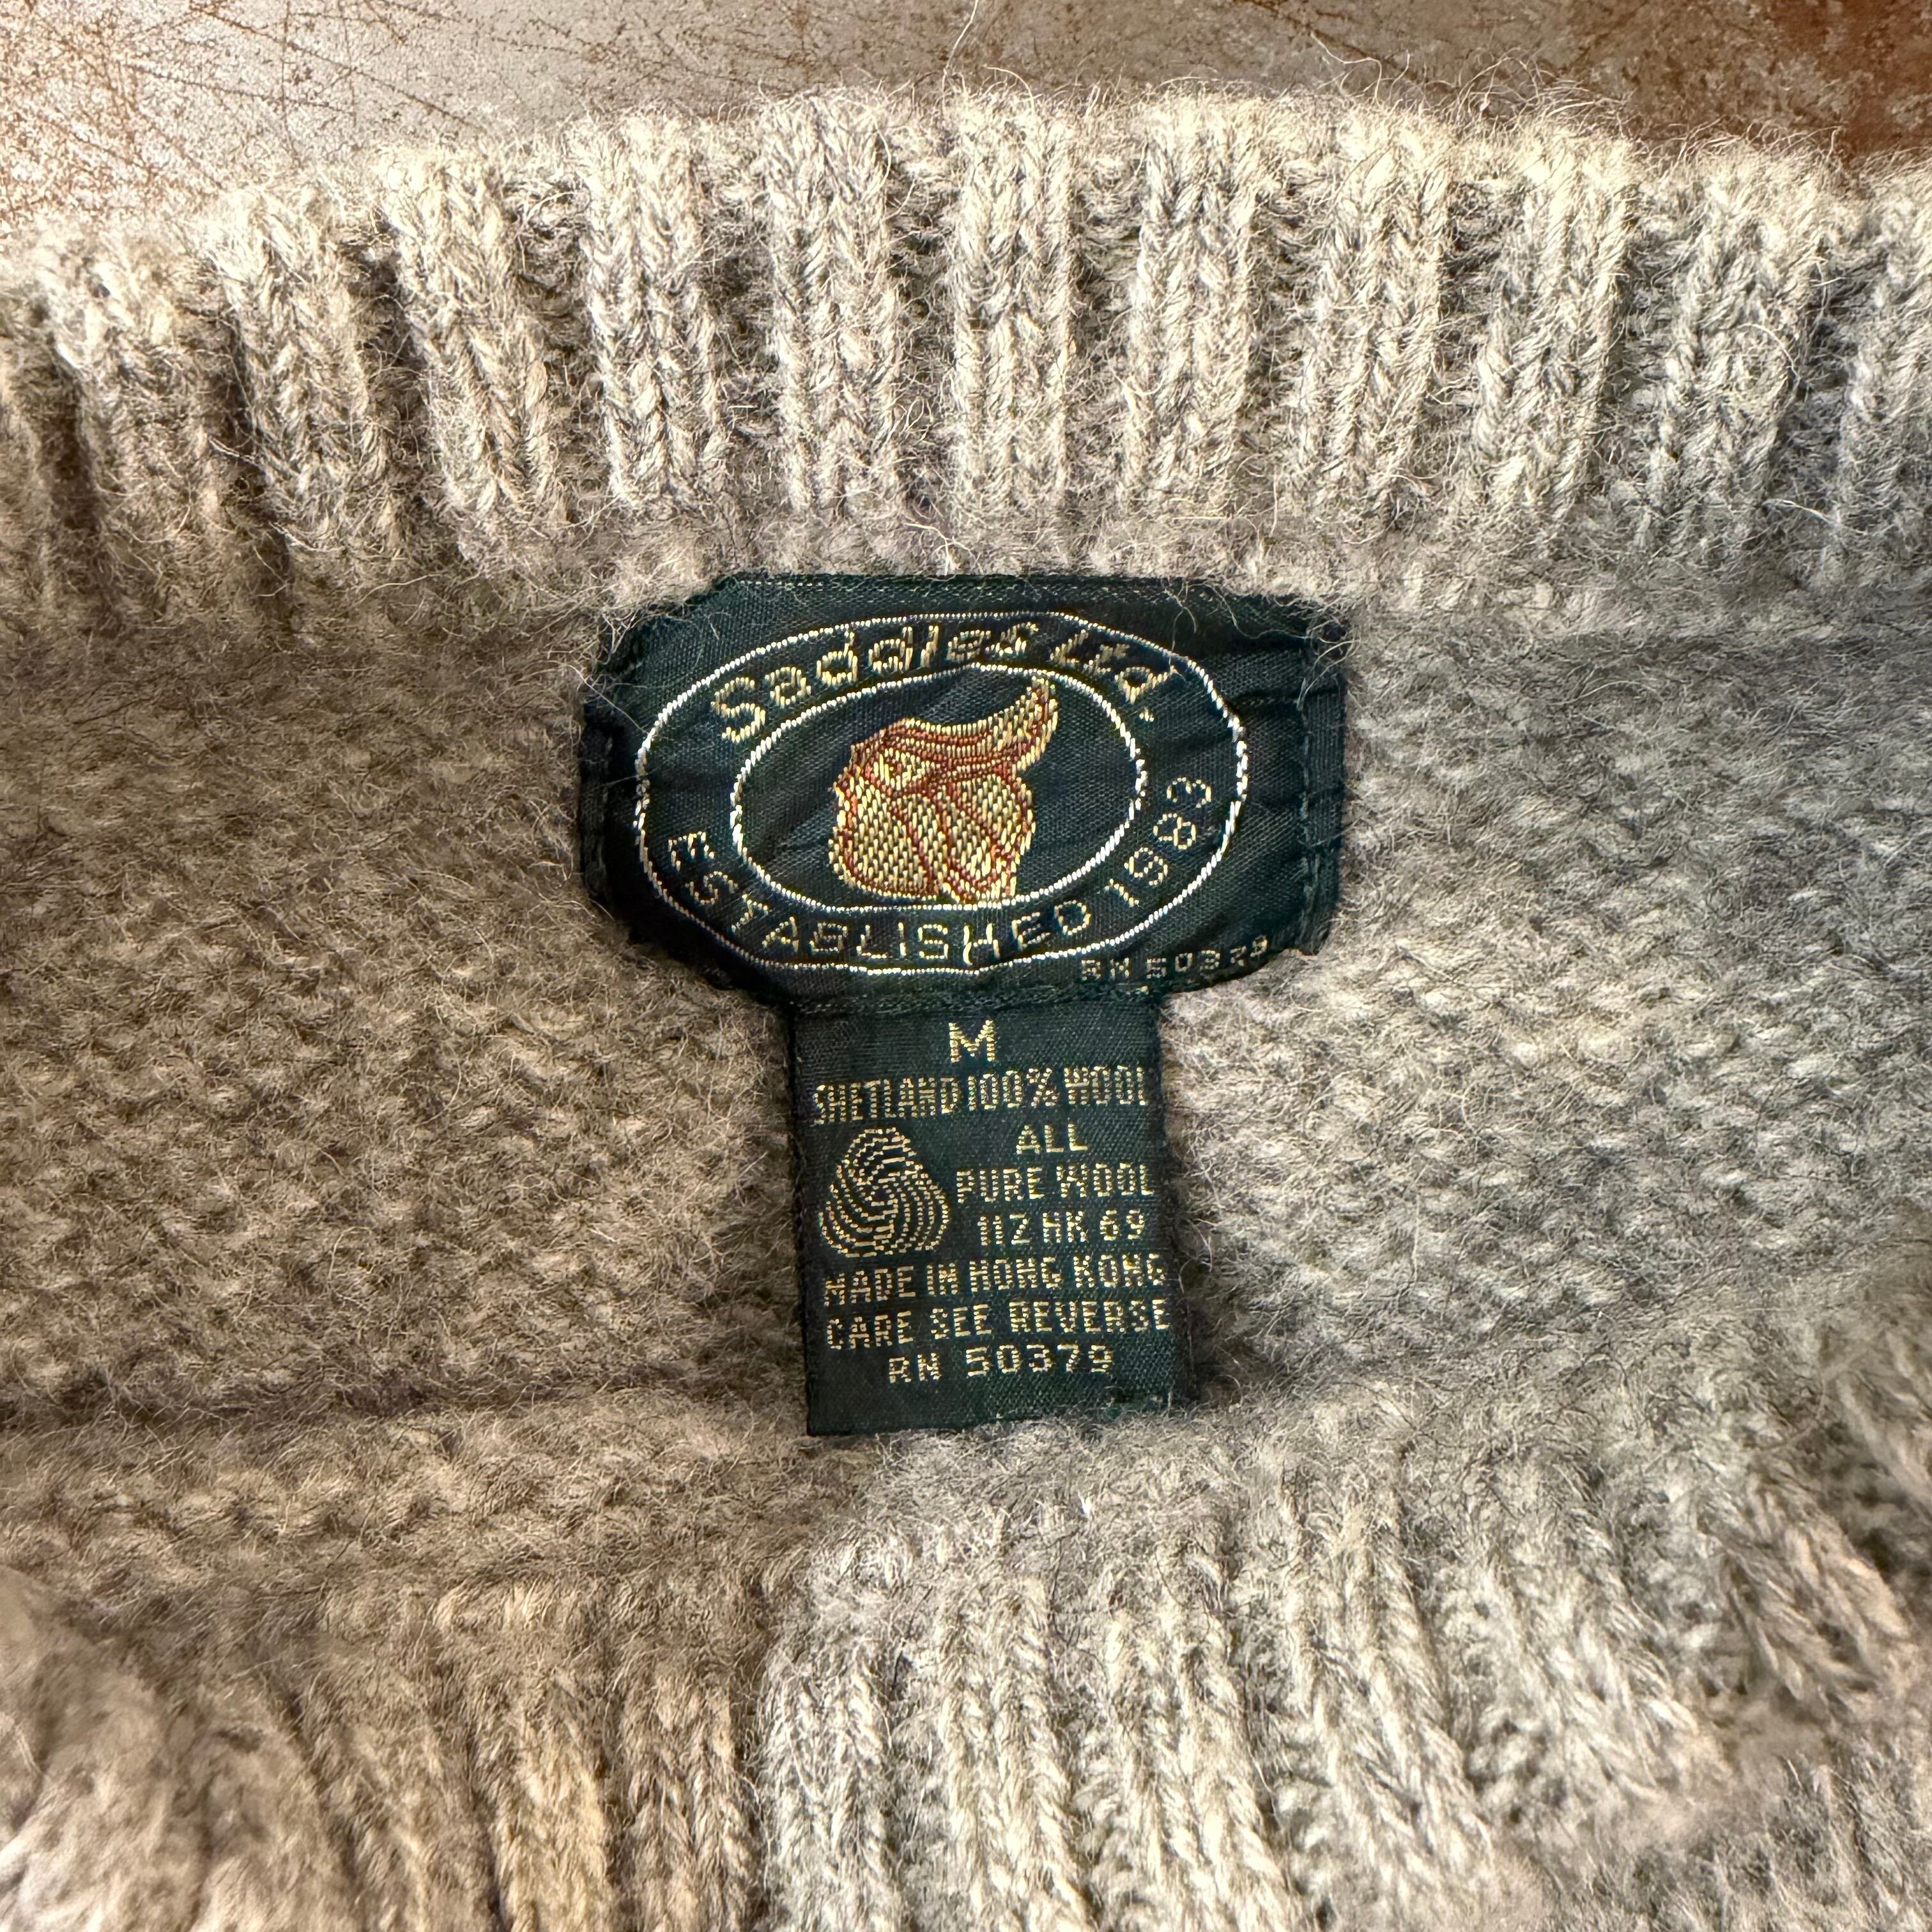 Saddles Ltd.
ESTABLISHED 1983
RN 50379
M
SHETLAND 100% WOOL
ALL
PURE WOOL
11Z HK 69
MADE IN HONG KONG
CARE SEE REVERSE
RN 50379